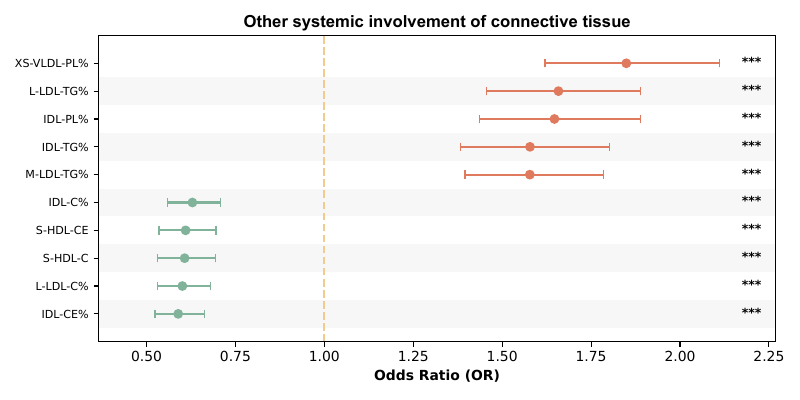 Other systemic involvement of connective tissue
XS-VLDL-PL% ***
L-LDL-TG% ***
IDL-PL% ***
IDL-TG% ***
M-LDL-TG% ***
IDL-C% ***
S-HDL-CE ***
S-HDL-C ***
L-LDL-C% ***
IDL-CE% ***
0.50 0.75 1.00 1.25 1.50 1.75 2.00 2.25
Odds Ratio (OR)